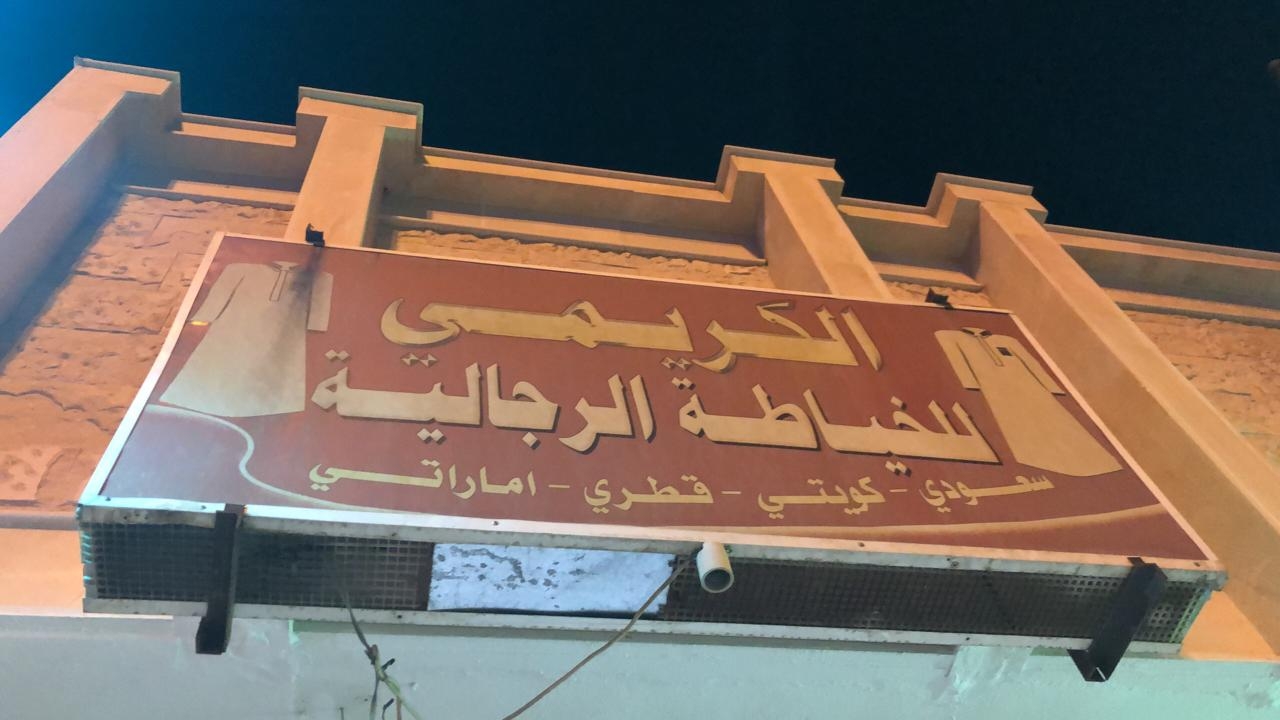 الكريمي
للخياطة الرجالية
سعودي - كويتي - قطري - اماراتي